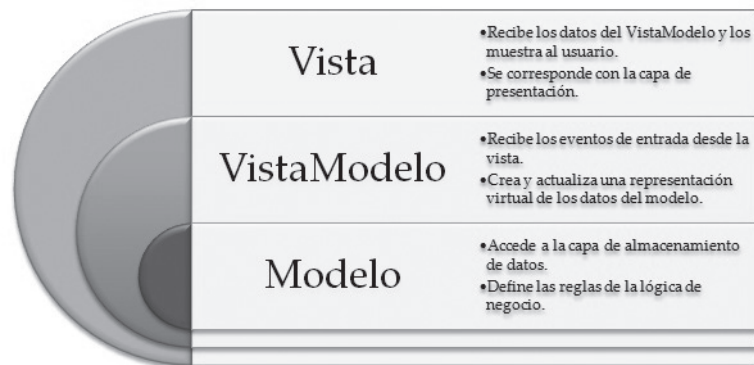 Vista
•Recibe los datos del VistaModelo y los
muestra al usuario.
•Se corresponde con la capa de
presentación.
VistaModelo
•Recibe los eventos de entrada desde la
vista.
•Crea y actualiza una representación
virtual de los datos del modelo.
Modelo
•Accede a la capa de almacenamiento
de datos.
•Define las reglas de la lógica de
negocio.